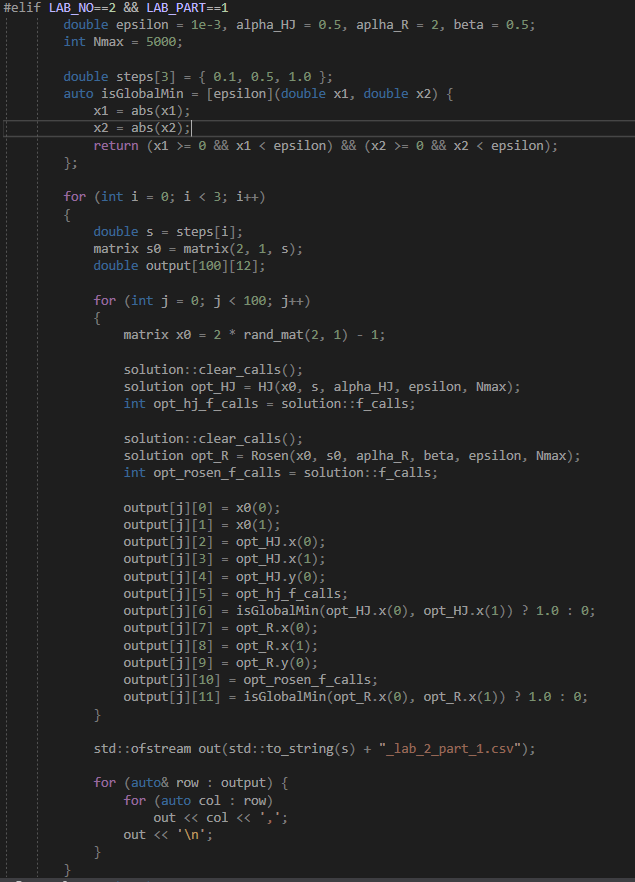 #elif LAB_NO==2 && LAB_PART==1
double epsilon = 1e-3, alpha_HJ = 0.5, aplha_R = 2, beta = 0.5;
int Nmax = 5000;
double steps[3] = { 0.1, 0.5, 1.0 };
auto isGlobalMin = [epsilon](double x1, double x2) {
x1 = abs(x1);
x2 = abs(x2);
return (x1 >= 0 && x1 < epsilon) && (x2 >= 0 && x2 < epsilon);
};
for (int i = 0; i < 3; i++)
{
double s = steps[i];
matrix s0 = matrix(2, 1, s);
double output[100][12];
for (int j = 0; j < 100; j++)
{
matrix x0 = 2 * rand_mat(2, 1) - 1;
solution::clear_calls();
solution opt_HJ = HJ(x0, s, alpha_HJ, epsilon, Nmax);
int opt_hj_f_calls = solution::f_calls;
solution::clear_calls();
solution opt_R = Rosen(x0, s0, aplha_R, beta, epsilon, Nmax);
int opt_rosen_f_calls = solution::f_calls;
output[j][0] = x0(0);
output[j][1] = x0(1);
output[j][2] = opt_HJ.x(0);
output[j][3] = opt_HJ.x(1);
output[j][4] = opt_HJ.y(0);
output[j][5] = opt_hj_f_calls;
output[j][6] = isGlobalMin(opt_HJ.x(0), opt_HJ.x(1)) ? 1.0 : 0;
output[j][7] = opt_R.x(0);
output[j][8] = opt_R.x(1);
output[j][9] = opt_R.y(0);
output[j][10] = opt_rosen_f_calls;
output[j][11] = isGlobalMin(opt_R.x(0), opt_R.x(1)) ? 1.0 : 0;
}
std::ofstream out(std::to_string(s) + "_lab_2_part_1.csv");
for (auto& row : output) {
for (auto col : row)
out << col << ',';
out << '\n';
}
}